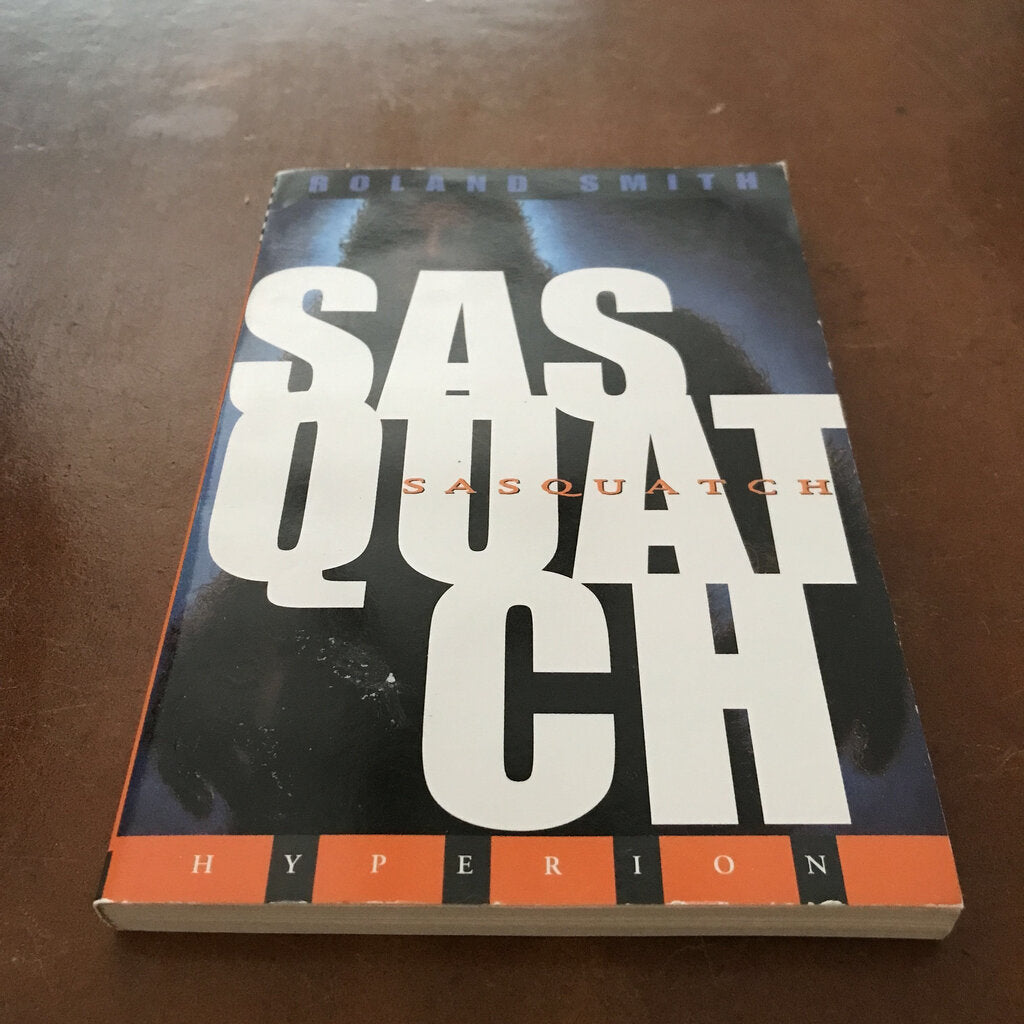 ROLAND SMITH
SAS
QUAT
SASQUATCH
CH
HYPERION